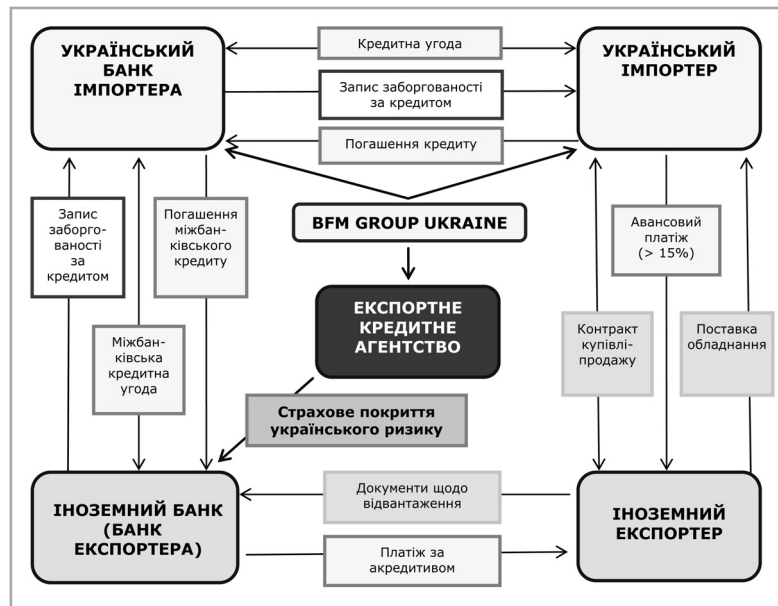 УКРАЇНСЬКИЙ
БАНК
ІМПОРТЕРА
Кредитна угода
Запис заборгованості
за кредитом
Погашення кредиту
УКРАЇНСЬКИЙ
ІМПОРТЕР
Запис
заборго-
ваності
за
кредитом
Погашення
міжбан-
ківського
кредиту
Міжбан-
ківська
кредитна
угода
BFM GROUP UKRAINE
ЕКСПОРТНЕ
КРЕДИТНЕ
АГЕНТСТВО
Страхове покриття
українського ризику
Авансовий
платіж
(> 15%)
Контракт
купівлі-
продажу
Поставка
обладнання
ІНОЗЕМНИЙ БАНК
(БАНК
ЕКСПОРТЕРА)
Документи щодо
відвантаження
Платіж за
акредитивом
ІНОЗЕМНИЙ
ЕКСПОРТЕР